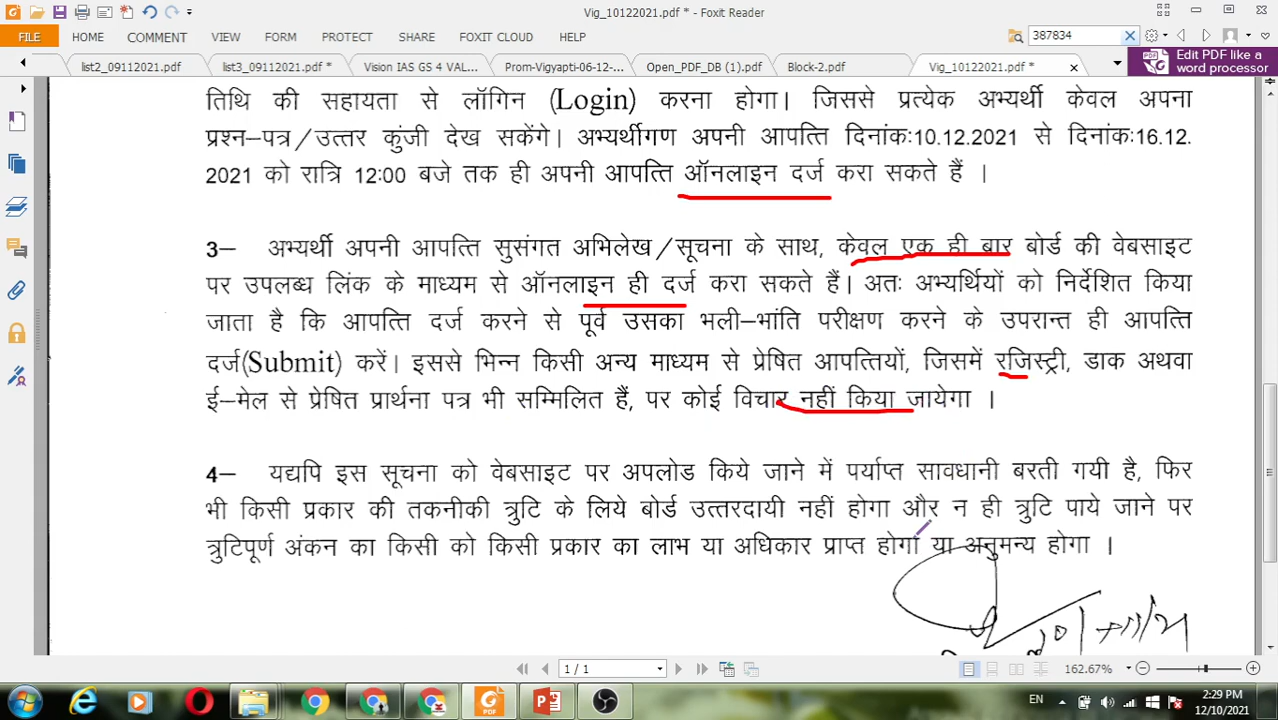 Vig_10122021.pdf * - Foxit Reader
387834
FILE HOME COMMENT VIEW FORM PROTECT SHARE FOXIT CLOUD HELP
list2_09112021.pdf list3_09112021.pdf * Vision IAS GS 4 VAL... Prom-Vigyapti-06-12-... Open_PDF_DB (1).pdf Block-2.pdf Vig_10122021.pdf *
Edit PDF like a
word processor
तिथि की सहायता से लॉगिन (Login) करना होगा। जिससे प्रत्येक अभ्यर्थी केवल अपना
प्रश्न–पत्र/उत्तर कुंजी देख सकेंगे। अभ्यर्थीगण अपनी आपत्ति दिनांक:10.12.2021 से दिनांक:16.12.
2021 को रात्रि 12:00 बजे तक ही अपनी आपत्ति ऑनलाइन दर्ज करा सकते हैं ।
3– अभ्यर्थी अपनी आपत्ति सुसंगत अभिलेख/सूचना के साथ, केवल एक ही बार बोर्ड की वेबसाइट
पर उपलब्ध लिंक के माध्यम से ऑनलाइन ही दर्ज करा सकते हैं। अतः अभ्यर्थियों को निर्देशित किया
जाता है कि आपत्ति दर्ज करने से पूर्व उसका भली–भांति परीक्षण करने के उपरान्त ही आपत्ति
दर्ज(Submit) करें। इससे भिन्न किसी अन्य माध्यम से प्रेषित आपत्तियों, जिसमें रजिस्ट्री, डाक अथवा
ई–मेल से प्रेषित प्रार्थना पत्र भी सम्मिलित हैं, पर कोई विचार नहीं किया जायेगा ।
4– यद्यपि इस सूचना को वेबसाइट पर अपलोड किये जाने में पर्याप्त सावधानी बरती गयी है, फिर
भी किसी प्रकार की तकनीकी त्रुटि के लिये बोर्ड उत्तरदायी नहीं होगा और न ही त्रुटि पाये जाने पर
त्रुटिपूर्ण अंकन का किसी को किसी प्रकार का लाभ या अधिकार प्राप्त होगा या अनुमन्य होगा ।
1 / 1
162.67%
EN
2:29 PM
12/10/2021